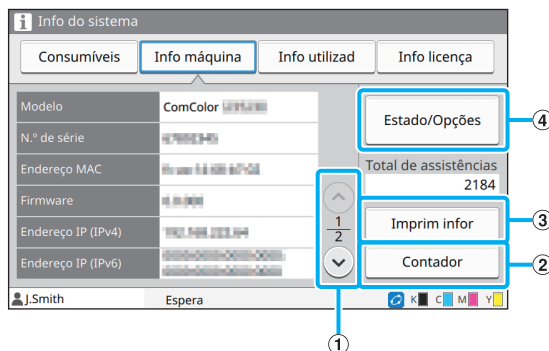 Info do sistema
Consumíveis
Info máquina
Info utilizad
Info licença
Modelo
ComColor
N.º de série
Endereço MAC
Firmware
Endereço IP (IPv4)
Endereço IP (IPv6)
1
2
Estado/Opções
Total de assistências
2184
Imprim infor
Contador
④
③
②
J.Smith
Espera
K
C
M
Y
①